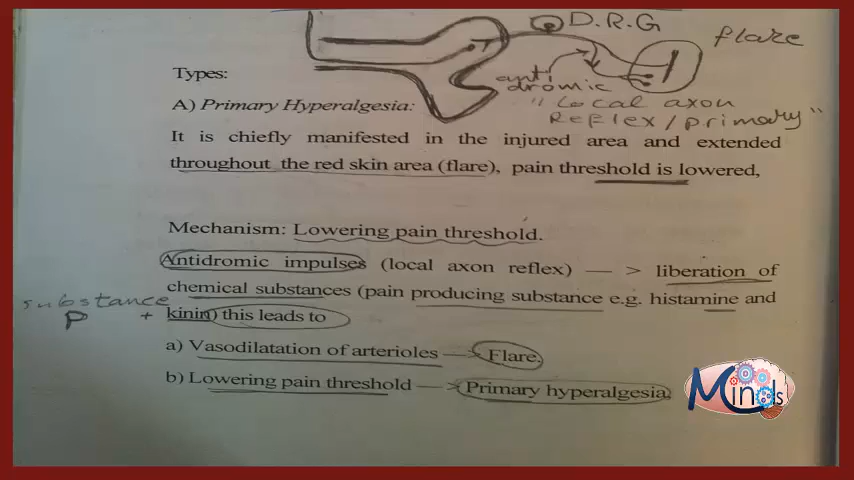 D.R.G
flare
anti
dromic
"Local axon
Reflex/primary"
Types:
A) Primary Hyperalgesia:
It is chiefly manifested in the injured area and extended
throughout the red skin area (flare), pain threshold is lowered,
Mechanism: Lowering pain threshold.
Antidromic impulses (local axon reflex) — > liberation of
chemical substances (pain producing substance e.g. histamine and
substance
P + kinin) this leads to
a) Vasodilatation of arterioles —> Flare.
b) Lowering pain threshold —> Primary hyperalgesia.
Minds